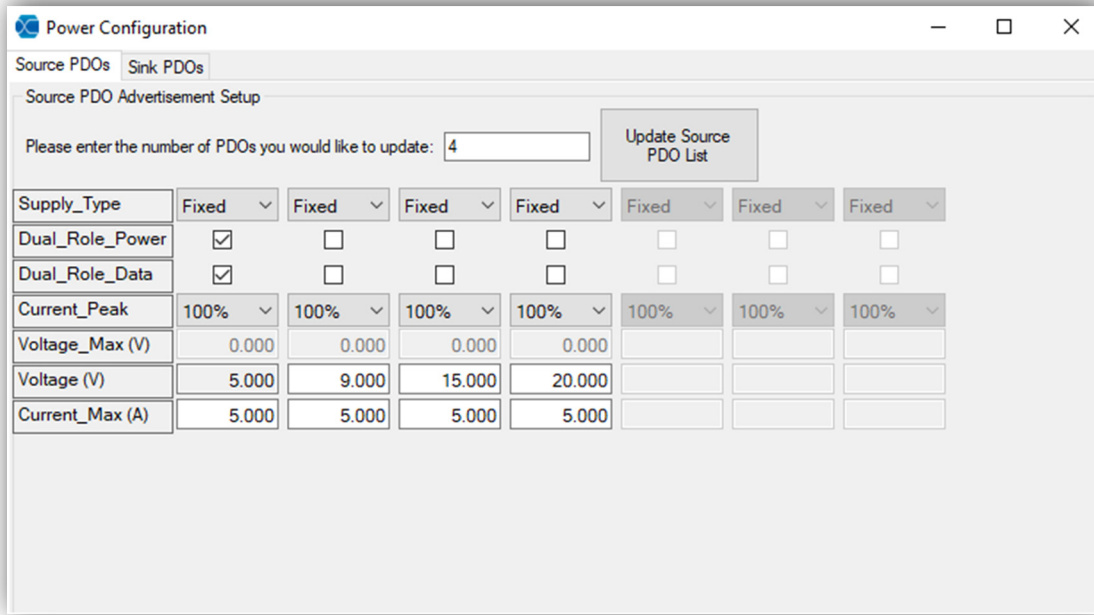 Power Configuration
Source PDOs Sink PDOs
Source PDO Advertisement Setup
Please enter the number of PDOs you would like to update: 4
Update Source
PDO List
Supply_Type Fixed Fixed Fixed Fixed Fixed Fixed Fixed
Dual_Role_Power
Dual_Role_Data
Current_Peak 100% 100% 100% 100% 100% 100% 100%
Voltage_Max (V) 0.000 0.000 0.000 0.000
Voltage (V) 5.000 9.000 15.000 20.000
Current_Max (A) 5.000 5.000 5.000 5.000